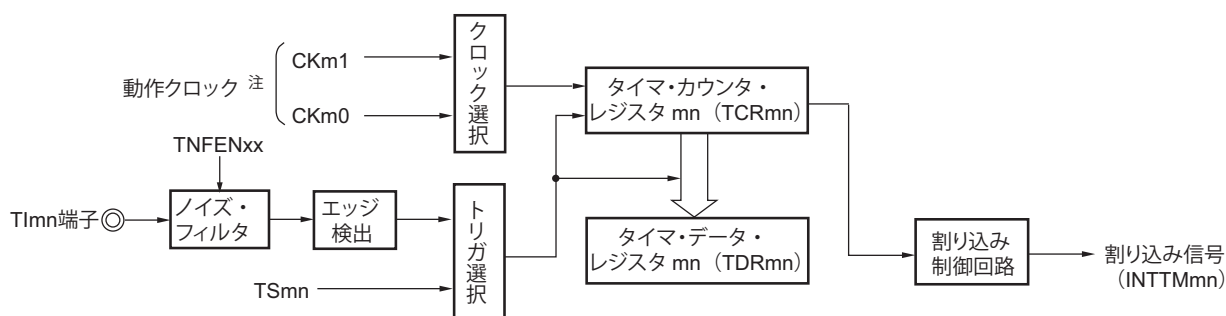 動作クロック 注
CKm1
CKm0
クロック選択
タイマ・カウンタ・
レジスタ mn（TCRmn）
TNFENxx
TImn端子
ノイズ・
フィルタ
エッジ
検出
TSmn
トリガ選択
タイマ・データ・
レジスタ mn（TDRmn）
割り込み
制御回路
割り込み信号
（INTTMmn）